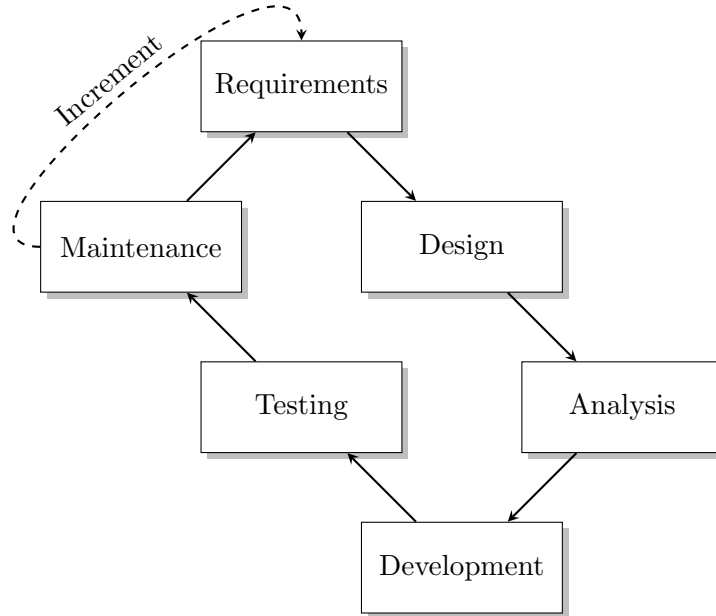 Increment
Requirements
Maintenance
Design
Testing
Analysis
Development